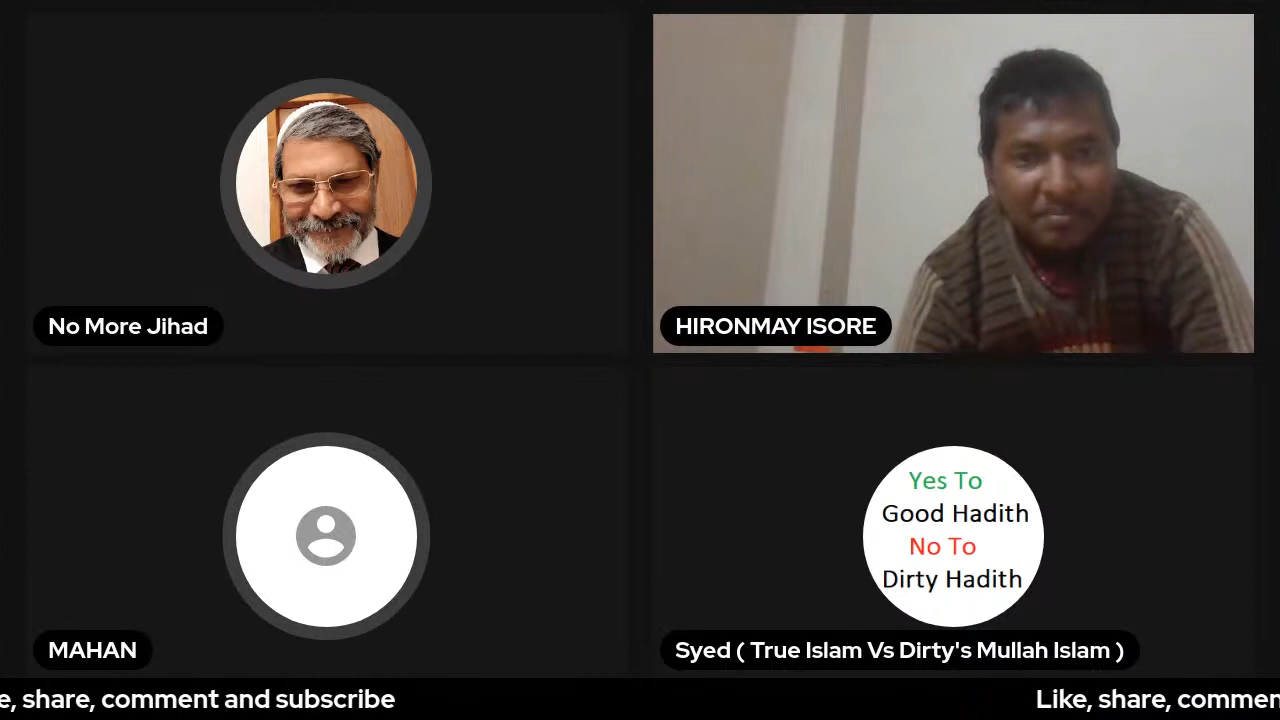 No More Jihad
HIRONMAY ISORE
Yes To
Good Hadith
No To
Dirty Hadith
MAHAN
Syed ( True Islam Vs Dirty's Mullah Islam )
e, share, comment and subscribe
Like, share, commen